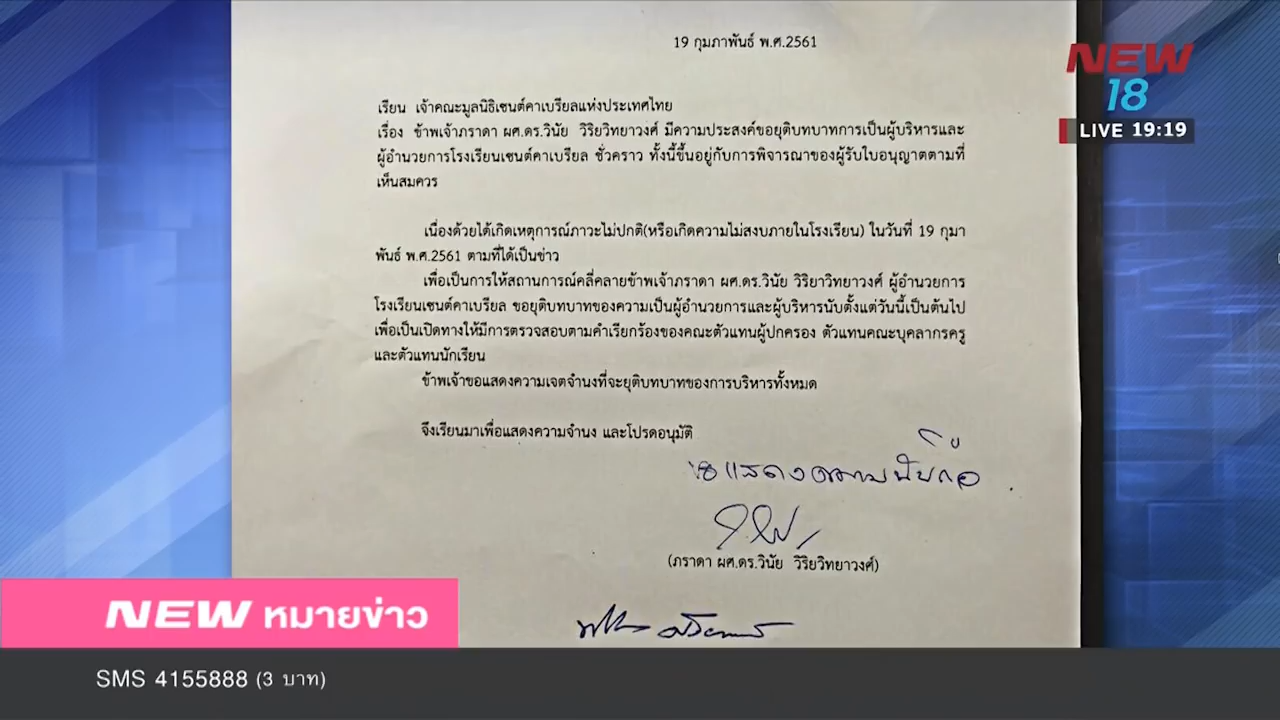 19 กุมภาพันธ์ พ.ศ.2561
NEW
18
LIVE 19:19
เรียน เจ้าคณะมูลนิธิเซนต์คาเบรียลแห่งประเทศไทย
เรื่อง ข้าพเจ้าภราดา ผศ.ดร.วินัย วิริยวิทยาวงศ์ มีความประสงค์ขอยุติบทบาทการเป็นผู้บริหารและ
ผู้อำนวยการโรงเรียนเซนต์คาเบรียล ชั่วคราว ทั้งนี้ขึ้นอยู่กับการพิจารณาของผู้รับใบอนุญาตตามที่
เห็นสมควร
เนื่องด้วยได้เกิดเหตุการณ์ภาวะไม่ปกติ(หรือเกิดความไม่สงบภายในโรงเรียน) ในวันที่ 19 กุมภา
พันธ์ พ.ศ.2561 ตามที่ได้เป็นข่าว
เพื่อเป็นการให้สถานการณ์คลี่คลายข้าพเจ้าภราดา ผศ.ดร.วินัย วิริยาวิทยาวงศ์ ผู้อำนวยการ
โรงเรียนเซนต์คาเบรียล ขอยุติบทบาทของความเป็นผู้อำนวยการและผู้บริหารนับตั้งแต่วันนี้เป็นต้นไป
เพื่อเป็นเปิดทางให้มีการตรวจสอบตามคำเรียกร้องของคณะตัวแทนผู้ปกครอง ตัวแทนคณะบุคลากรครู
และตัวแทนนักเรียน
ข้าพเจ้าขอแสดงความเจตจำนงที่จะยุติบทบาทของการบริหารทั้งหมด
จึงเรียนมาเพื่อแสดงความจำนง และโปรดอนุมัติ
ขอแสดงความนับถือ
(ภราดา ผศ.ดร.วินัย วิริยวิทยาวงศ์)
NEW หมายข่าว
SMS 4155888 (3 บาท)